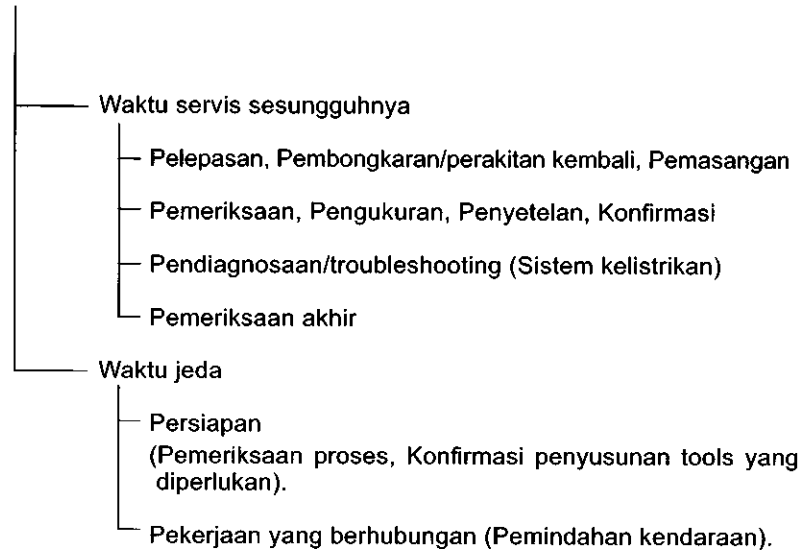 Waktu servis sesungguhnya
Pelepasan, Pembongkaran/perakitan kembali, Pemasangan
Pemeriksaan, Pengukuran, Penyetelan, Konfirmasi
Pendiagnosaan/troubleshooting (Sistem kelistrikan)
Pemeriksaan akhir
Waktu jeda
Persiapan
(Pemeriksaan proses, Konfirmasi penyusunan tools yang
diperlukan).
Pekerjaan yang berhubungan (Pemindahan kendaraan).